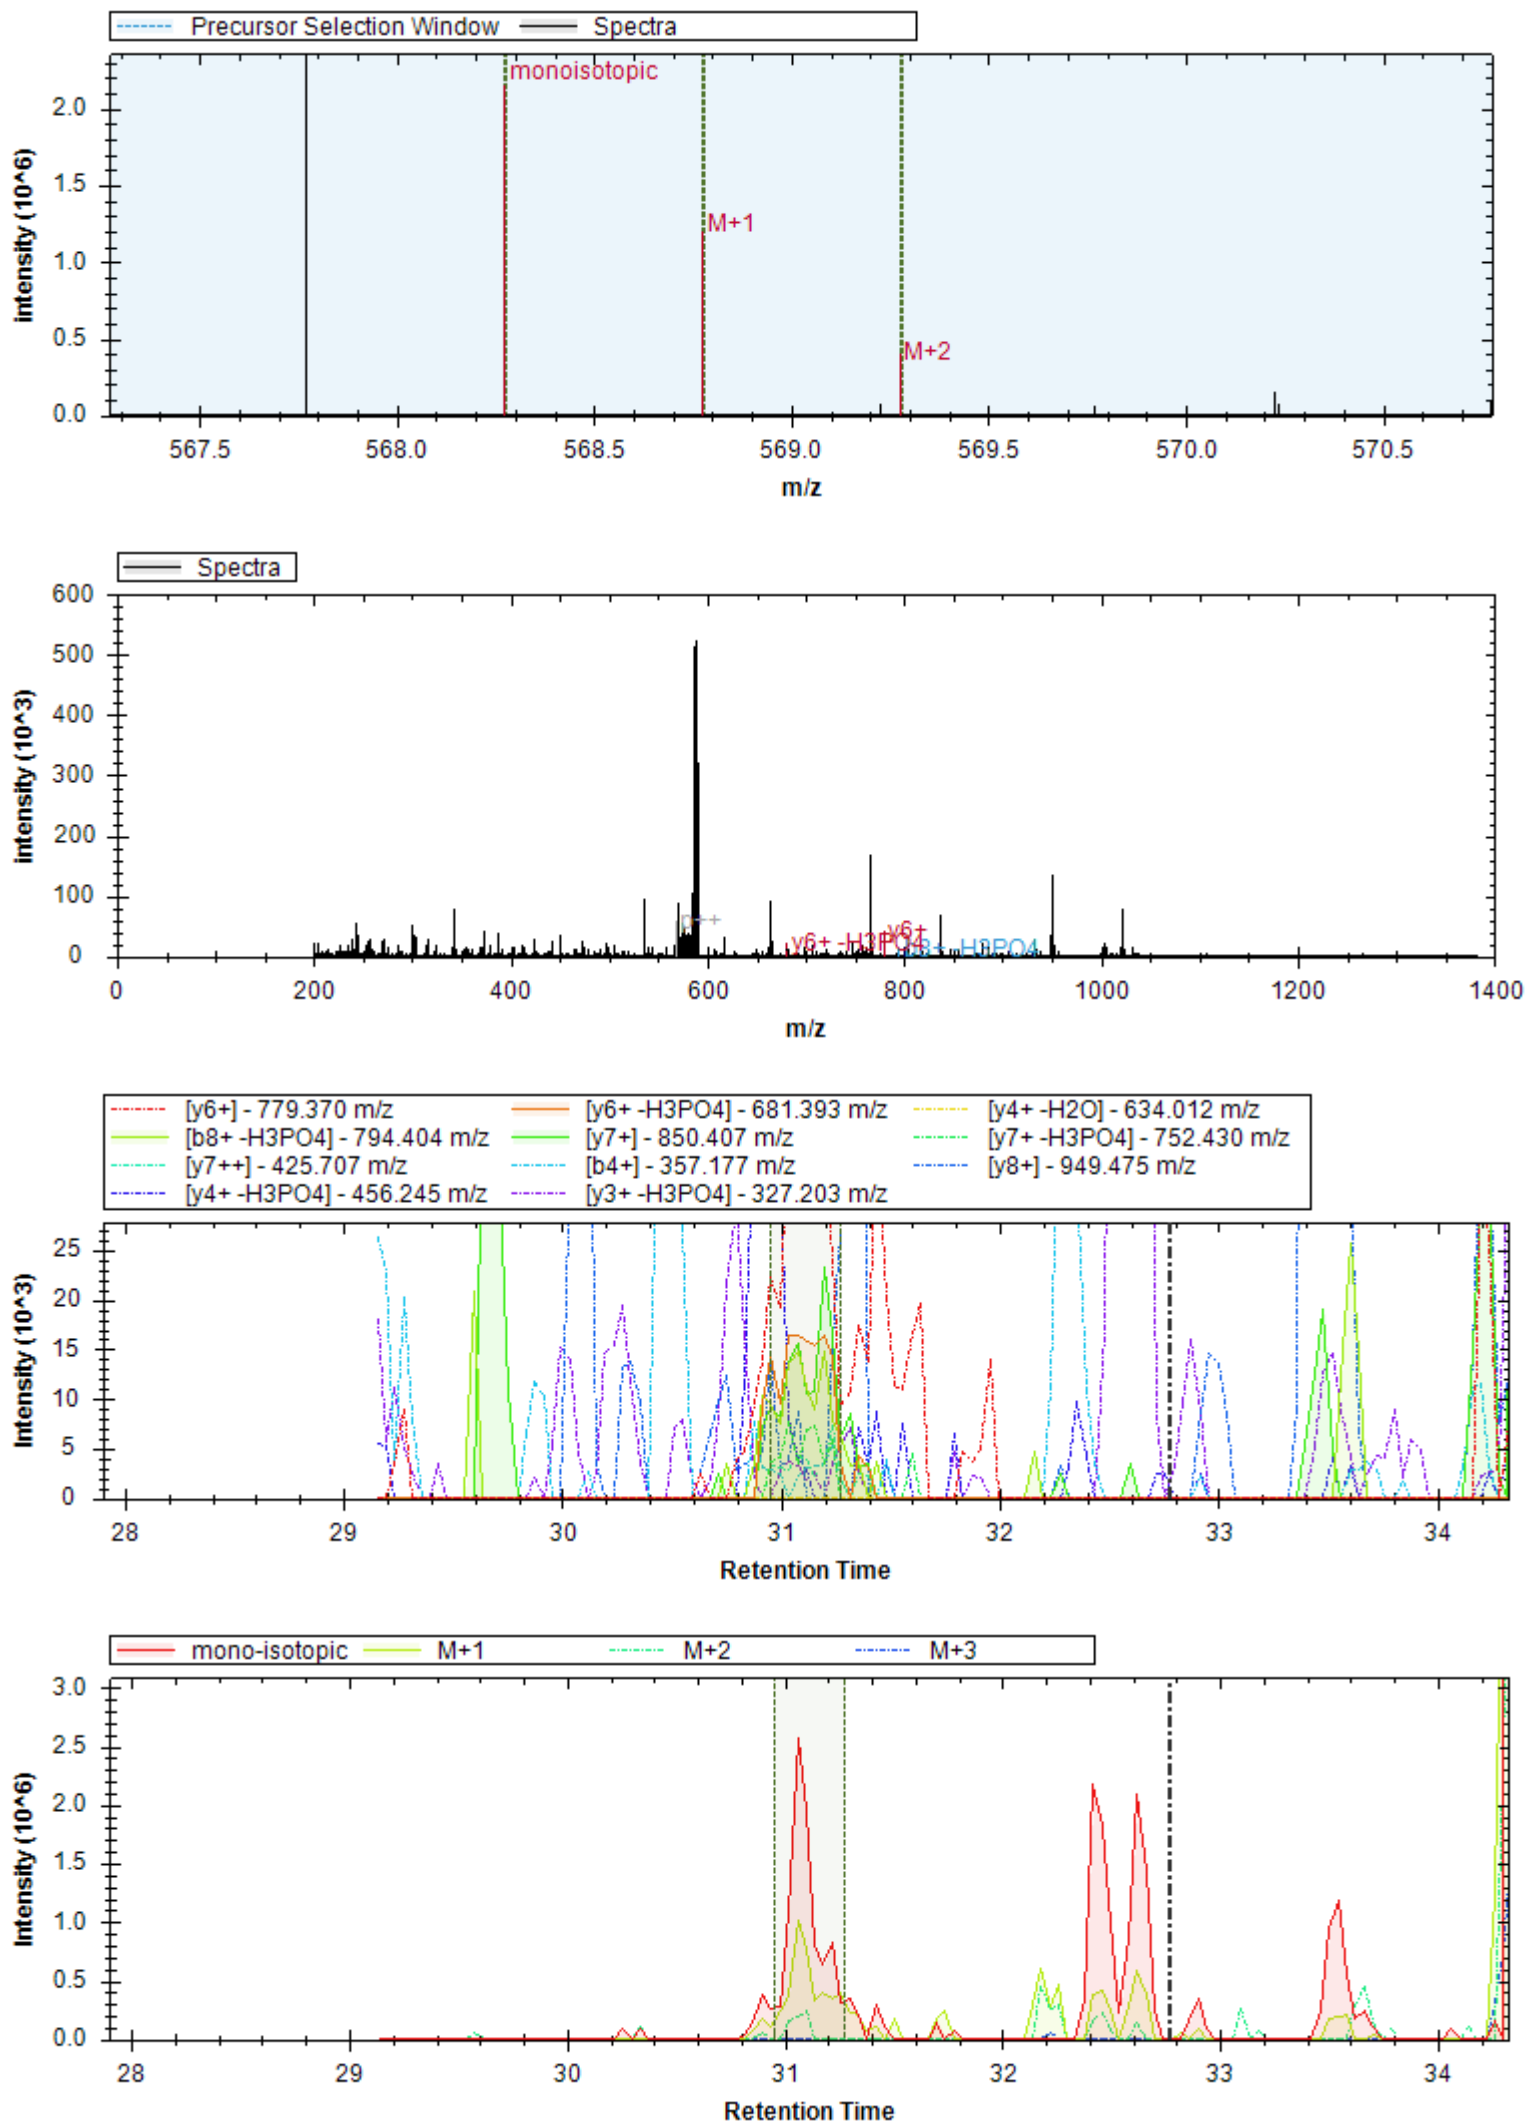 Precursor Selection Window Spectra
monoisotopic
M+1
M+2
intensity (10^6)
2.0
1.5
1.0
0.5
0.0
567.5 568.0 568.5 569.0 569.5 570.0 570.5
m/z
Spectra
intensity (10^3)
600
500
400
300
200
100
0
p++
y6+
y6+ -H3PO4
-H3PO4
0 200 400 600 800 1000 1200 1400
m/z
[y6+] - 779.370 m/z [y6+ -H3PO4] - 681.393 m/z [y4+ -H2O] - 634.012 m/z
[b8+ -H3PO4] - 794.404 m/z [y7+] - 850.407 m/z [y7+ -H3PO4] - 752.430 m/z
[y7++] - 425.707 m/z [b4+] - 357.177 m/z [y8+] - 949.475 m/z
[y4+ -H3PO4] - 456.245 m/z [y3+ -H3PO4] - 327.203 m/z
Intensity (10^3)
25
20
15
10
5
0
28 29 30 31 32 33 34
Retention Time
mono-isotopic M+1 M+2 M+3
Intensity (10^6)
3.0
2.5
2.0
1.5
1.0
0.5
0.0
28 29 30 31 32 33 34
Retention Time